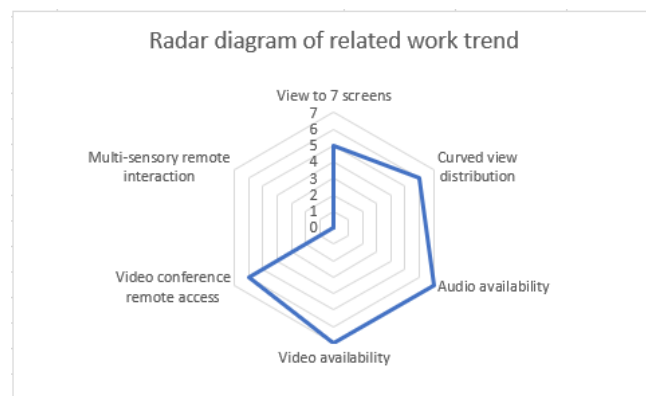 Radar diagram of related work trend
View to 7 screens
7
6
5
4
3
2
1
0
Curved view
distribution
Audio availability
Video availability
Video conference
remote access
Multi-sensory remote
interaction